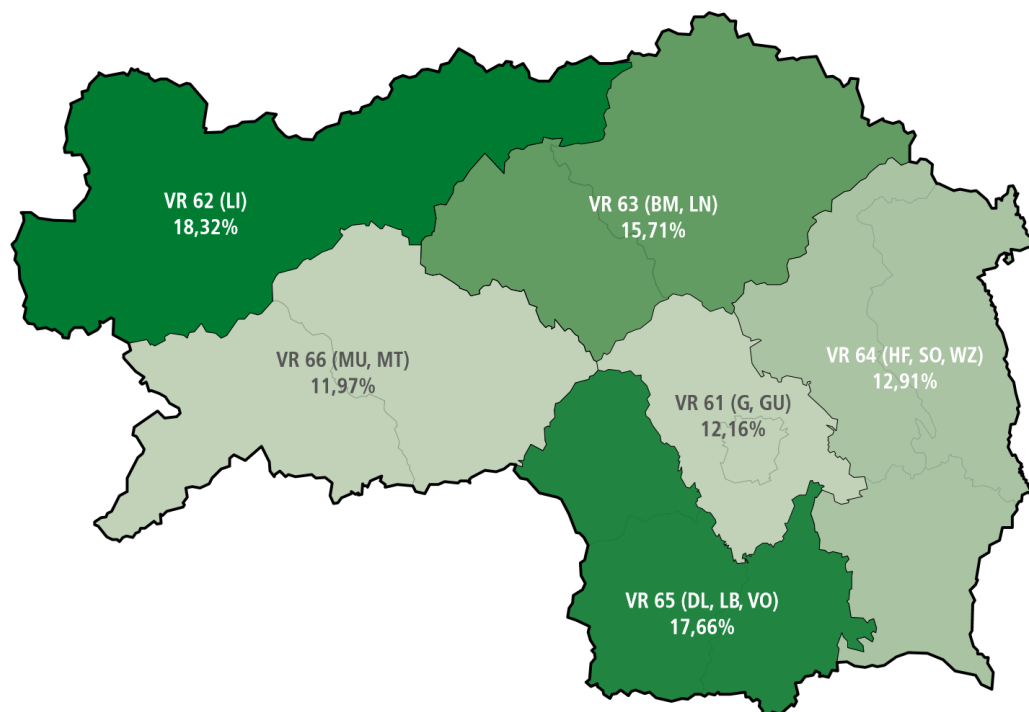 VR 62 (LI)
18,32%
VR 63 (BM, LN)
15,71%
VR 66 (MU, MT)
11,97%
VR 64 (HF, SO, WZ)
12,91%
VR 61 (G, GU)
12,16%
VR 65 (DL, LB, VO)
17,66%